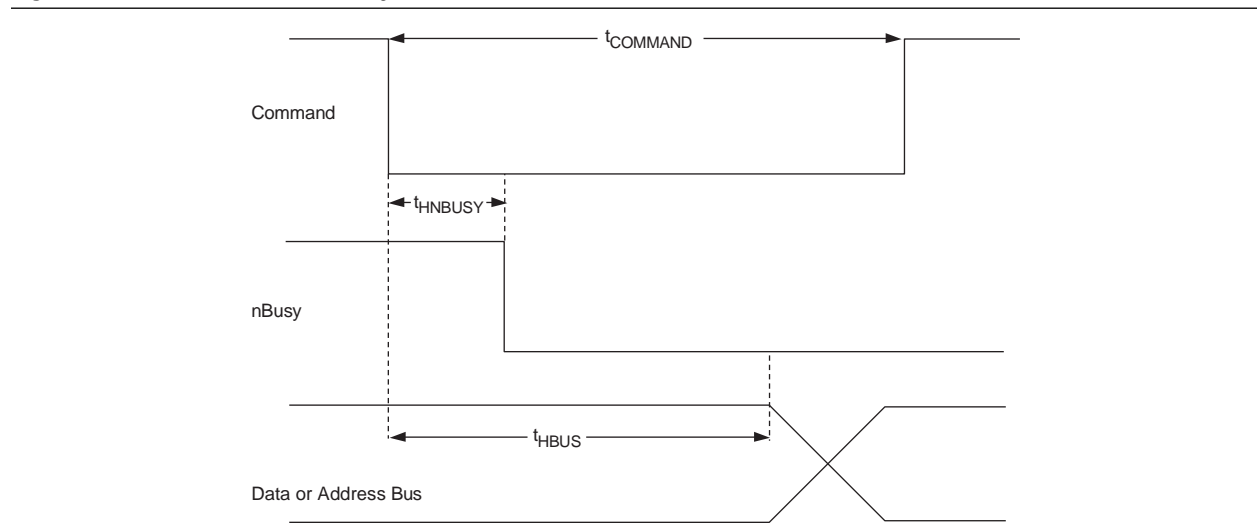 tCOMMAND
Command
tHNBUSY
nBusy
tHBUS
Data or Address Bus